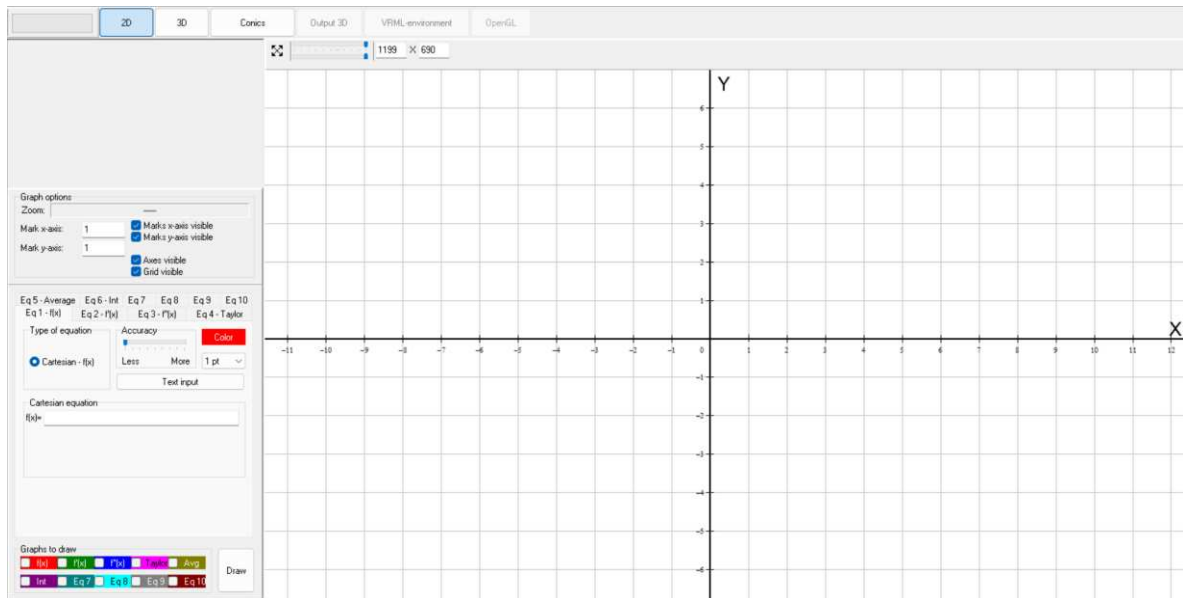 2D 3D Conics Output 3D VRML-environment OpenGL
1199 X 690
Graph options
Zoom:
Mark x-axis: 1 Marks x-axis visible
Marks y-axis visible
Mark y-axis: 1
Axes visible
Grid visible
Eq 5 - Average Eq 6 - Int Eq 7 Eq 8 Eq 9 Eq 10
Eq 1 - f(x) Eq 2 - f'(x) Eq 3 - f''(x) Eq 4 - Taylor
Type of equation Accuracy Color
Cartesian - f(x) Less More 1 pt
Text input
Cartesian equation
f(x)=
Graphs to draw
f(x) f'(x) f''(x) Taylor Avg
Int Eq 7 Eq 8 Eq 9 Eq 10
Draw
Y
6
5
4
3
2
1
X
-11 -10 -9 -8 -7 -6 -5 -4 -3 -2 -1 0 1 2 3 4 5 6 7 8 9 10 11 12
-1
-2
-3
-4
-5
-6